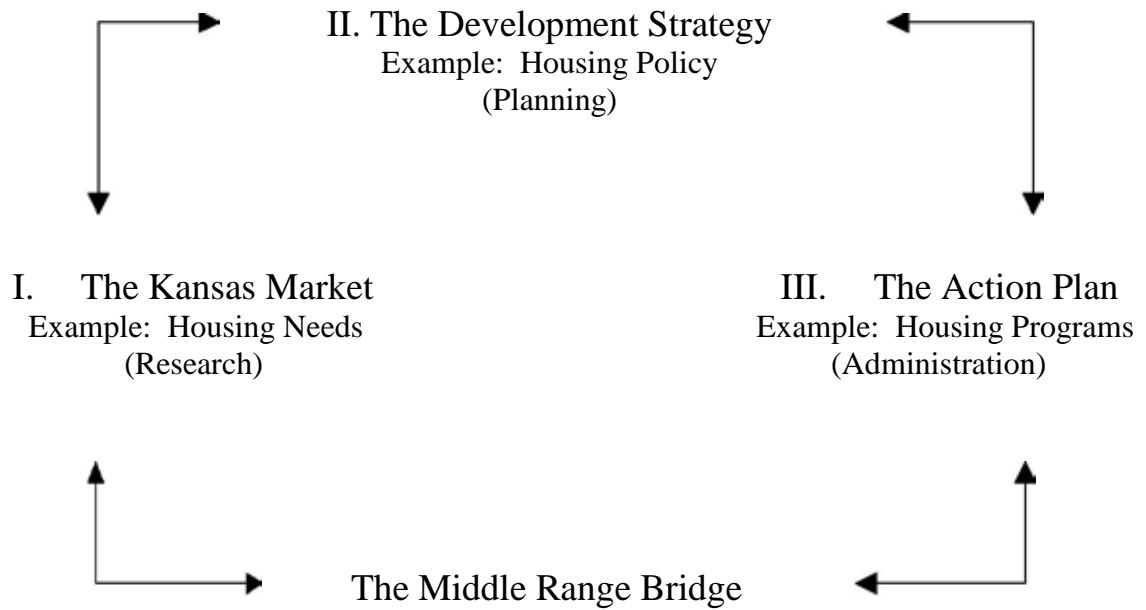 II. The Development Strategy
Example: Housing Policy
(Planning)
I. The Kansas Market
Example: Housing Needs
(Research)
III. The Action Plan
Example: Housing Programs
(Administration)
The Middle Range Bridge